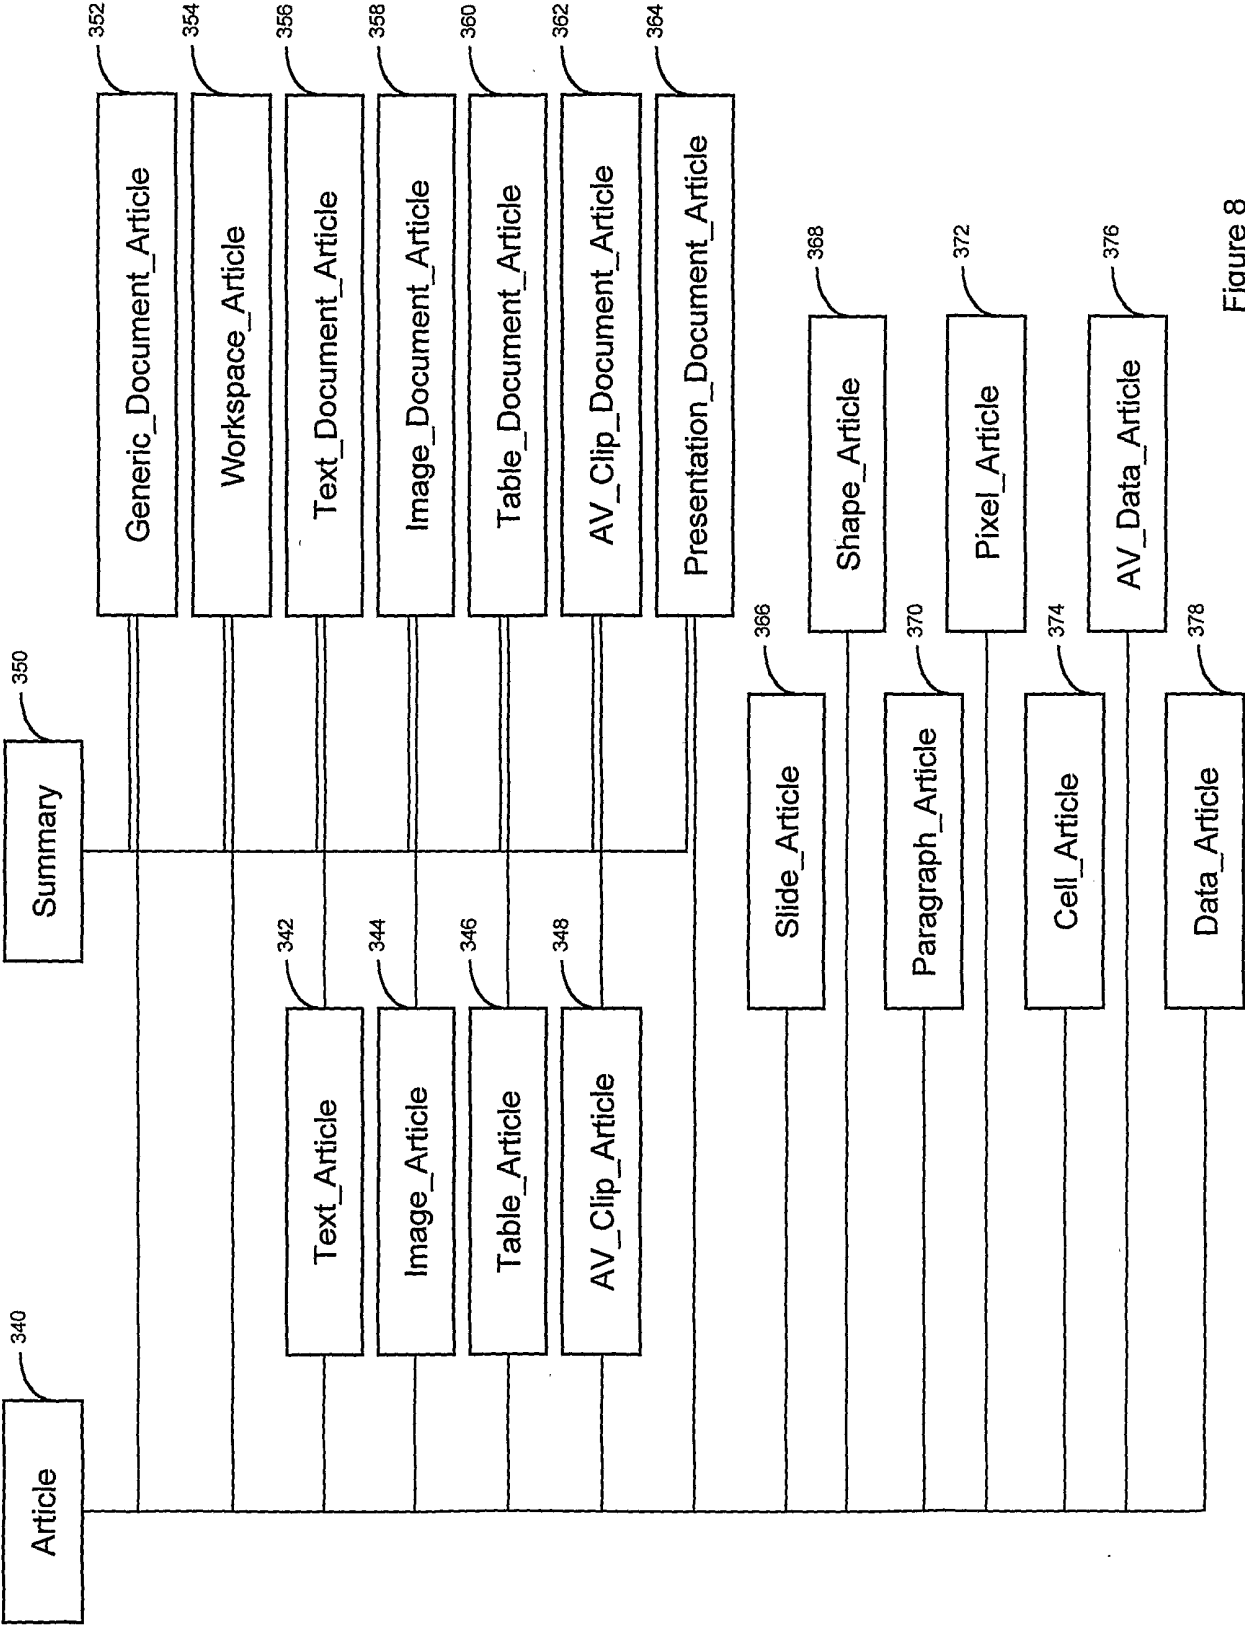 Article
340
Summary
350
Generic_Document_Article
352
Workspace_Article
354
Text_Article
342
Text_Document_Article
356
Image_Article
344
Image_Document_Article
358
Table_Article
346
Table_Document_Article
360
AV_Clip_Article
348
AV_Clip_Document_Article
362
Presentation_Document_Article
364
Slide_Article
366
Shape_Article
368
Paragraph_Article
370
Pixel_Article
372
Cell_Article
374
AV_Data_Article
376
Data_Article
378
Figure 8